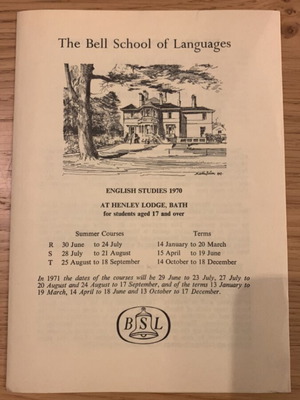 The Bell School of Languages
ENGLISH STUDIES 1970
AT HENLEY LODGE, BATH
for students aged 17 and over
Summer Courses Terms
R 30 June to 24 July 14 January to 20 March
S 28 July to 21 August 15 April to 19 June
T 25 August to 18 September 14 October to 18 December
In 1971 the dates of the courses will be 29 June to 23 July, 27 July to
20 August and 24 August to 17 September, and of the terms 13 January to
19 March, 14 April to 18 June and 13 October to 17 December.
BSL